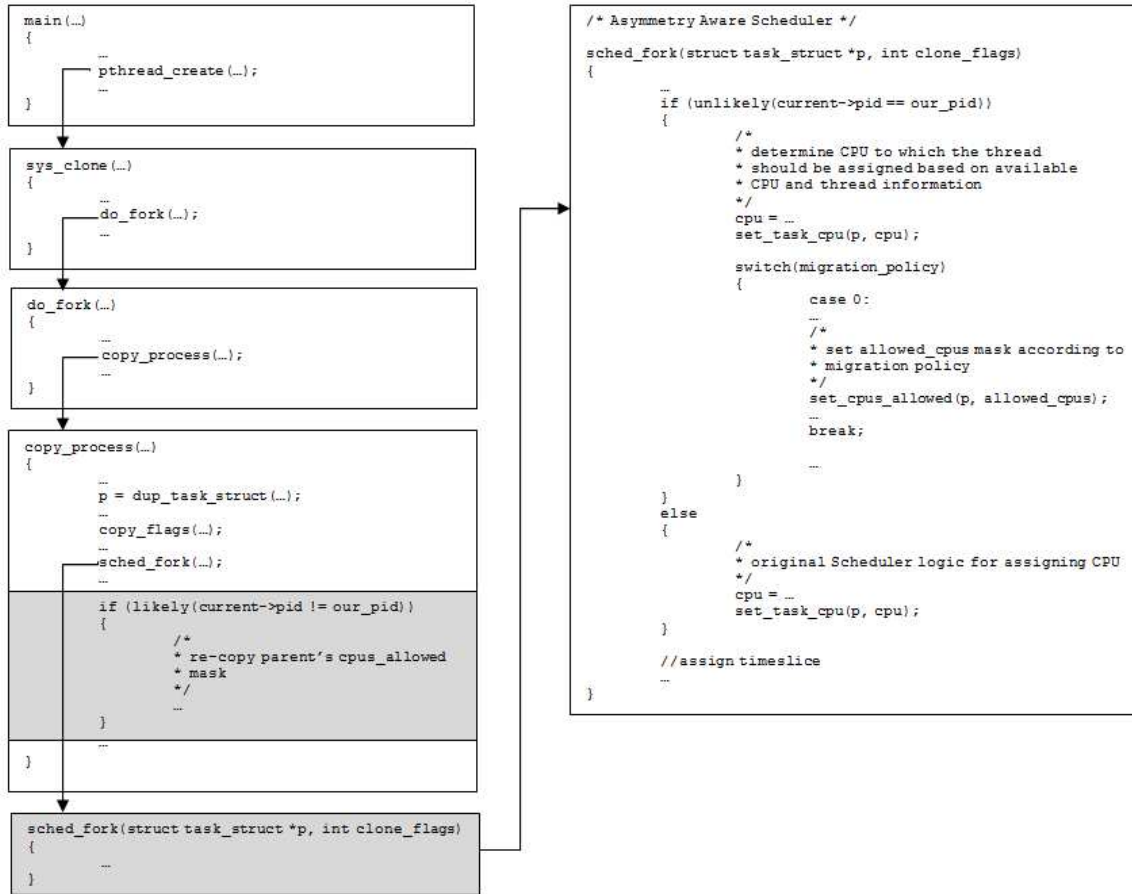 main(…)
{
…
pthread_create(…);
…
}
sys_clone(…)
{
…
do_fork(…);
…
}
do_fork(…)
{
…
copy_process(…);
…
}
copy_process(…)
{
…
p = dup_task_struct(…);
…
copy_flags(…);
…
sched_fork(…);
…
if (likely(current->pid != our_pid))
{
/*
* re-copy parent's cpus_allowed
* mask
*/
…
}
…
}
sched_fork(struct task_struct *p, int clone_flags)
{
…
}
/* Asymmetry Aware Scheduler */
sched_fork(struct task_struct *p, int clone_flags)
{
…
if (unlikely(current->pid == our_pid))
{
/*
* determine CPU to which the thread
* should be assigned based on available
* CPU and thread information
*/
cpu = …
set_task_cpu(p, cpu);
switch(migration_policy)
{
case 0:
…
/*
* set allowed_cpus mask according to
* migration policy
*/
set_cpus_allowed(p, allowed_cpus);
…
break;
…
}
}
else
{
/*
* original Scheduler logic for assigning CPU
*/
cpu = …
set_task_cpu(p, cpu);
}
//assign timeslice
…
}